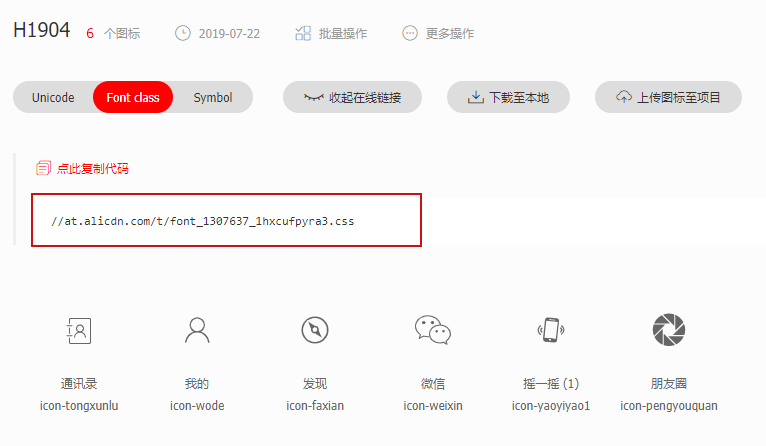 H1904 6 个图标 2019-07-22 批量操作 更多操作
Unicode Font class Symbol 收起在线链接 下载至本地 上传图标至项目
点此复制代码
//at.alicdn.com/t/font_1307637_1hxcufpyra3.css
通讯录 我的 发现 微信 摇一摇 (1) 朋友圈
icon-tongxunlu icon-wode icon-faxian icon-weixin icon-yaoyiyao1 icon-pengyouquan